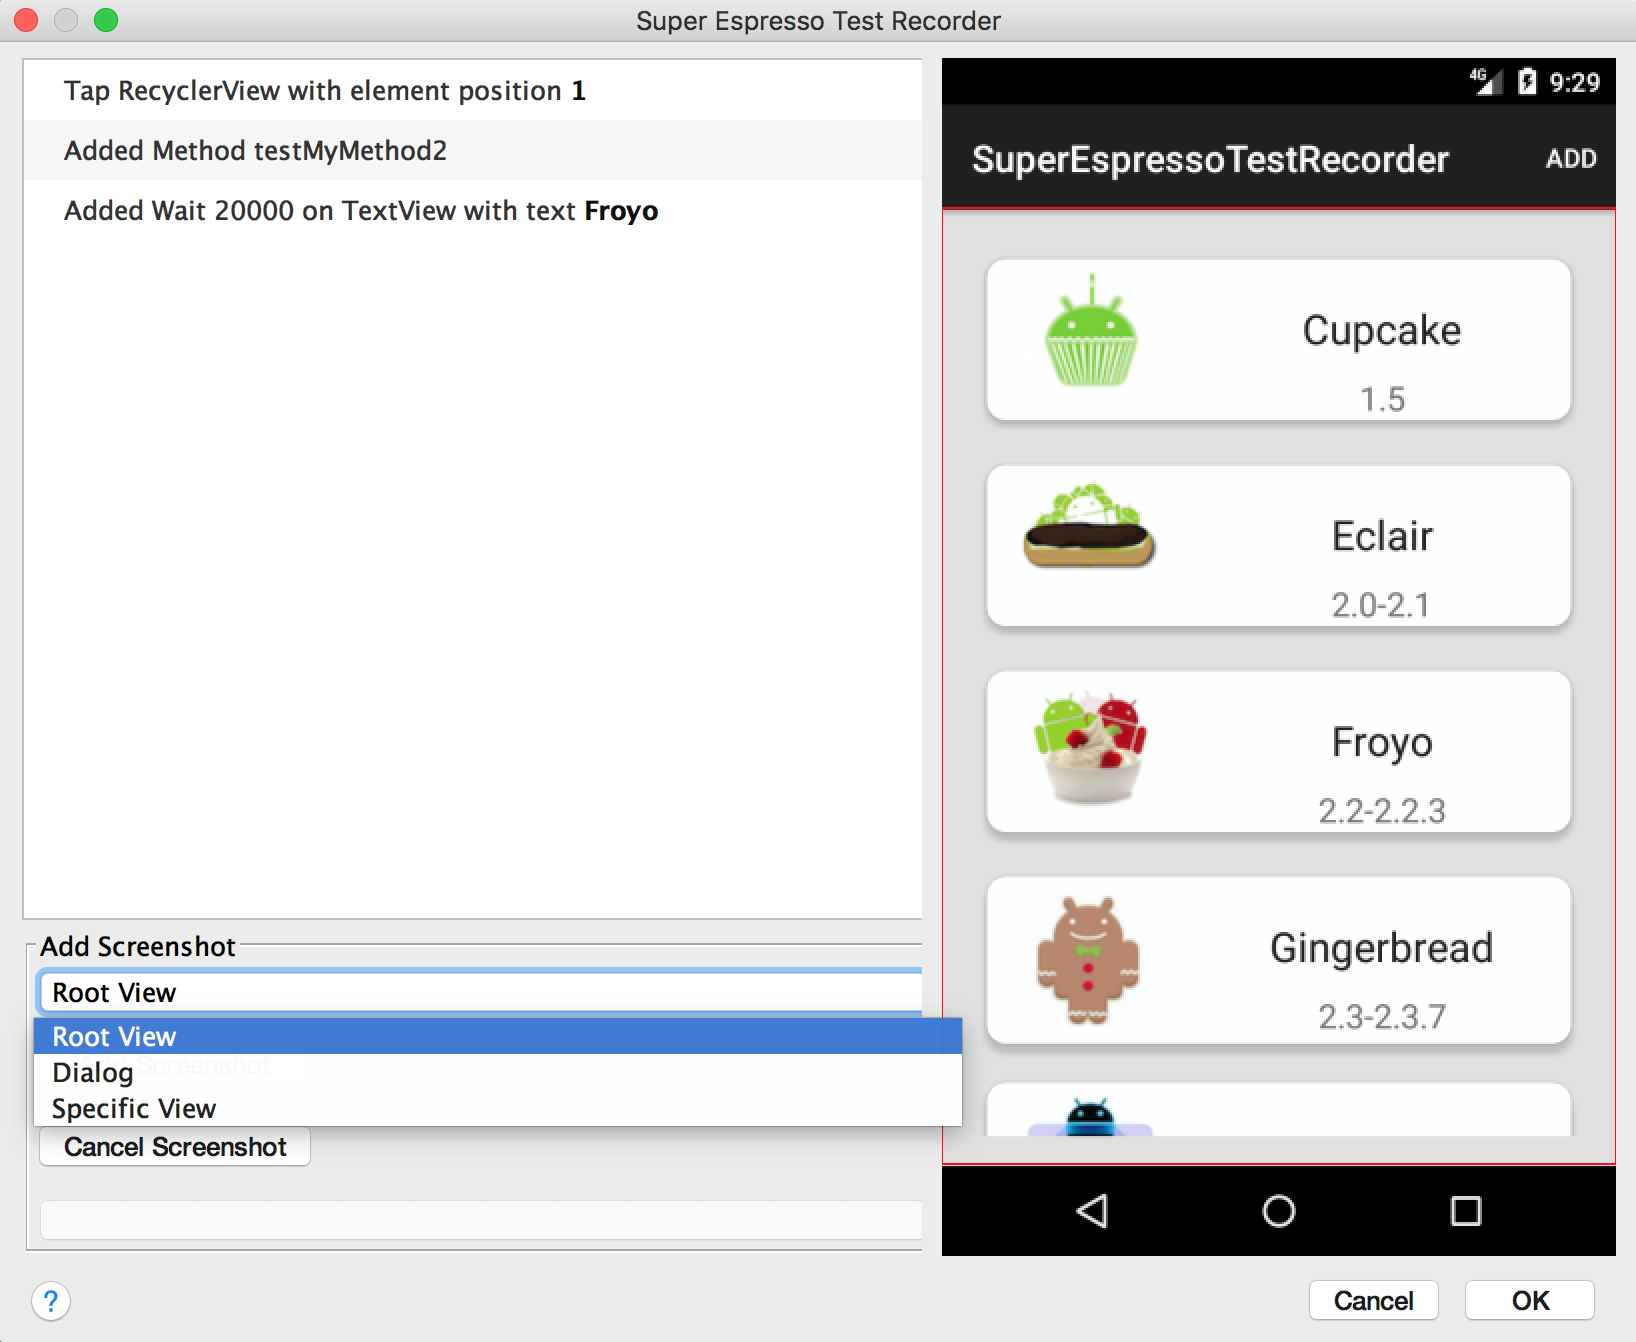 Super Espresso Test Recorder
Tap RecyclerView with element position 1
Added Method testMyMethod2
Added Wait 20000 on TextView with text Froyo
Add Screenshot
Root View
Root View
Screenshot
Dialog
Specific View
Cancel Screenshot
?
4G 9:29
SuperEspressoTestRecorder ADD
Cupcake
1.5
Eclair
2.0-2.1
Froyo
2.2-2.2.3
Gingerbread
2.3-2.3.7
Cancel OK